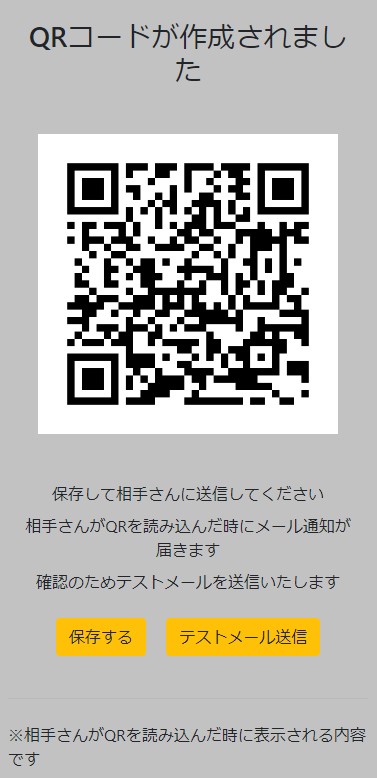 QRコードが作成されまし
た
保存して相手さんに送信してください
相手さんがQRを読み込んだ時にメール通知が
届きます
確認のためテストメールを送信いたします
保存する
テストメール送信
※相手さんがQRを読み込んだ時に表示される内容
です